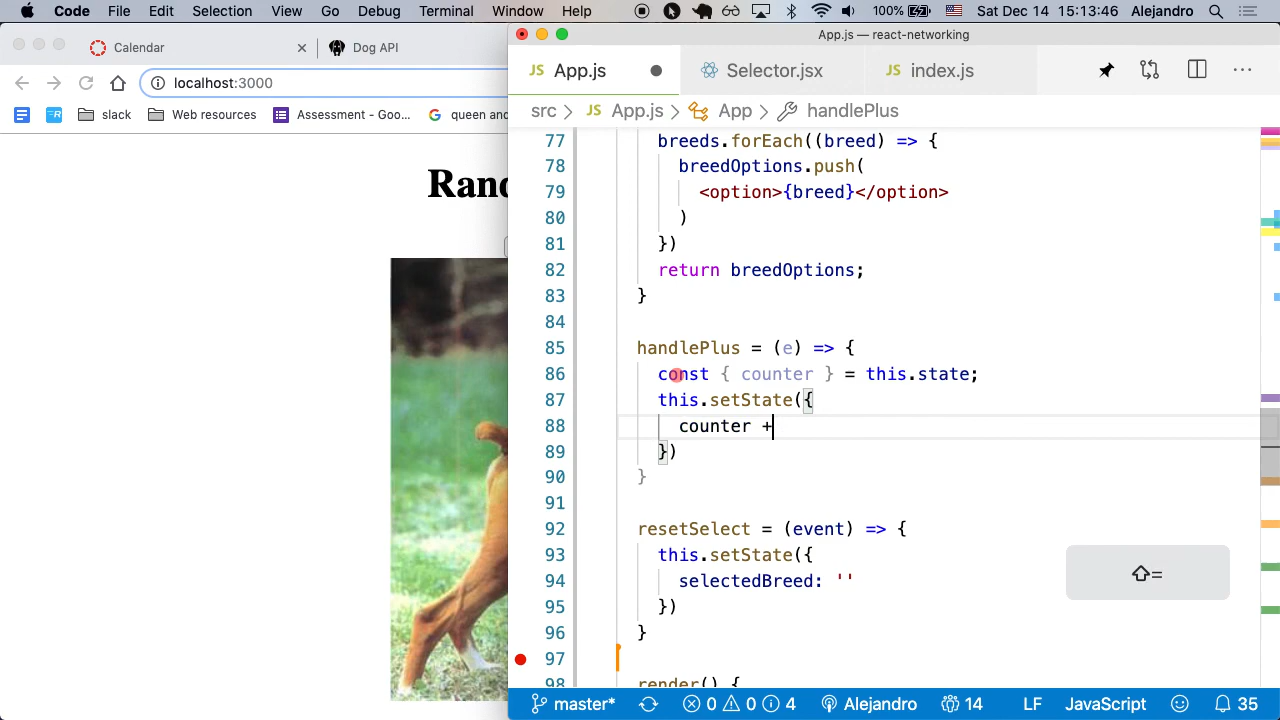 Code File Edit Selection View Go Debug Terminal Window Help 100% Sat Dec 14 15:13:46 Alejandro
Calendar Dog API
localhost:3000
slack Web resources Assessment - Goo... queen and
Rand
App.js — react-networking
JS App.js Selector.jsx JS index.js ...
src > JS App.js > App > handlePlus
77 breeds.forEach((breed) => {
78 breedOptions.push(
79 <option>{breed}</option>
80 )
81 })
82 return breedOptions;
83 }
84
85 handlePlus = (e) => {
86 const { counter } = this.state;
87 this.setState({
88 counter +
89 })
90 }
91
92 resetSelect = (event) => {
93 this.setState({
94 selectedBreed: ''
95 })
96 }
97
98 render() {
⇧=
master* 0 0 4 Alejandro 14 LF JavaScript 35